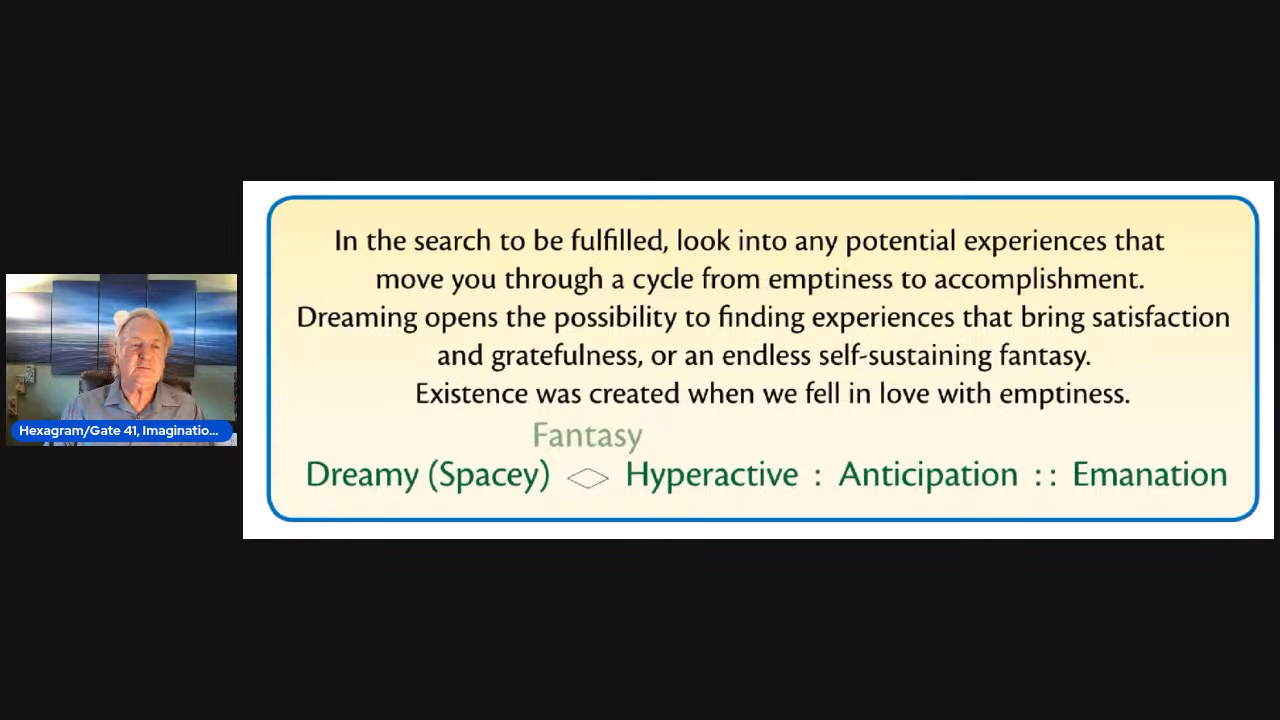 In the search to be fulfilled, look into any potential experiences that
move you through a cycle from emptiness to accomplishment.
Dreaming opens the possibility to finding experiences that bring satisfaction
and gratefulness, or an endless self-sustaining fantasy.
Existence was created when we fell in love with emptiness.
Fantasy
Dreamy (Spacey) Hyperactive : Anticipation :: Emanation
Hexagram/Gate 41, Imaginatio...